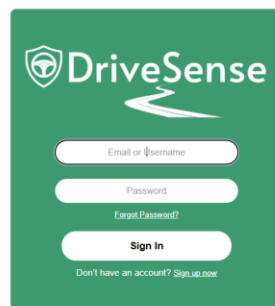 DriveSense
Email or Username
Password
Forgot Password?
Sign In
Don't have an account? Sign up now